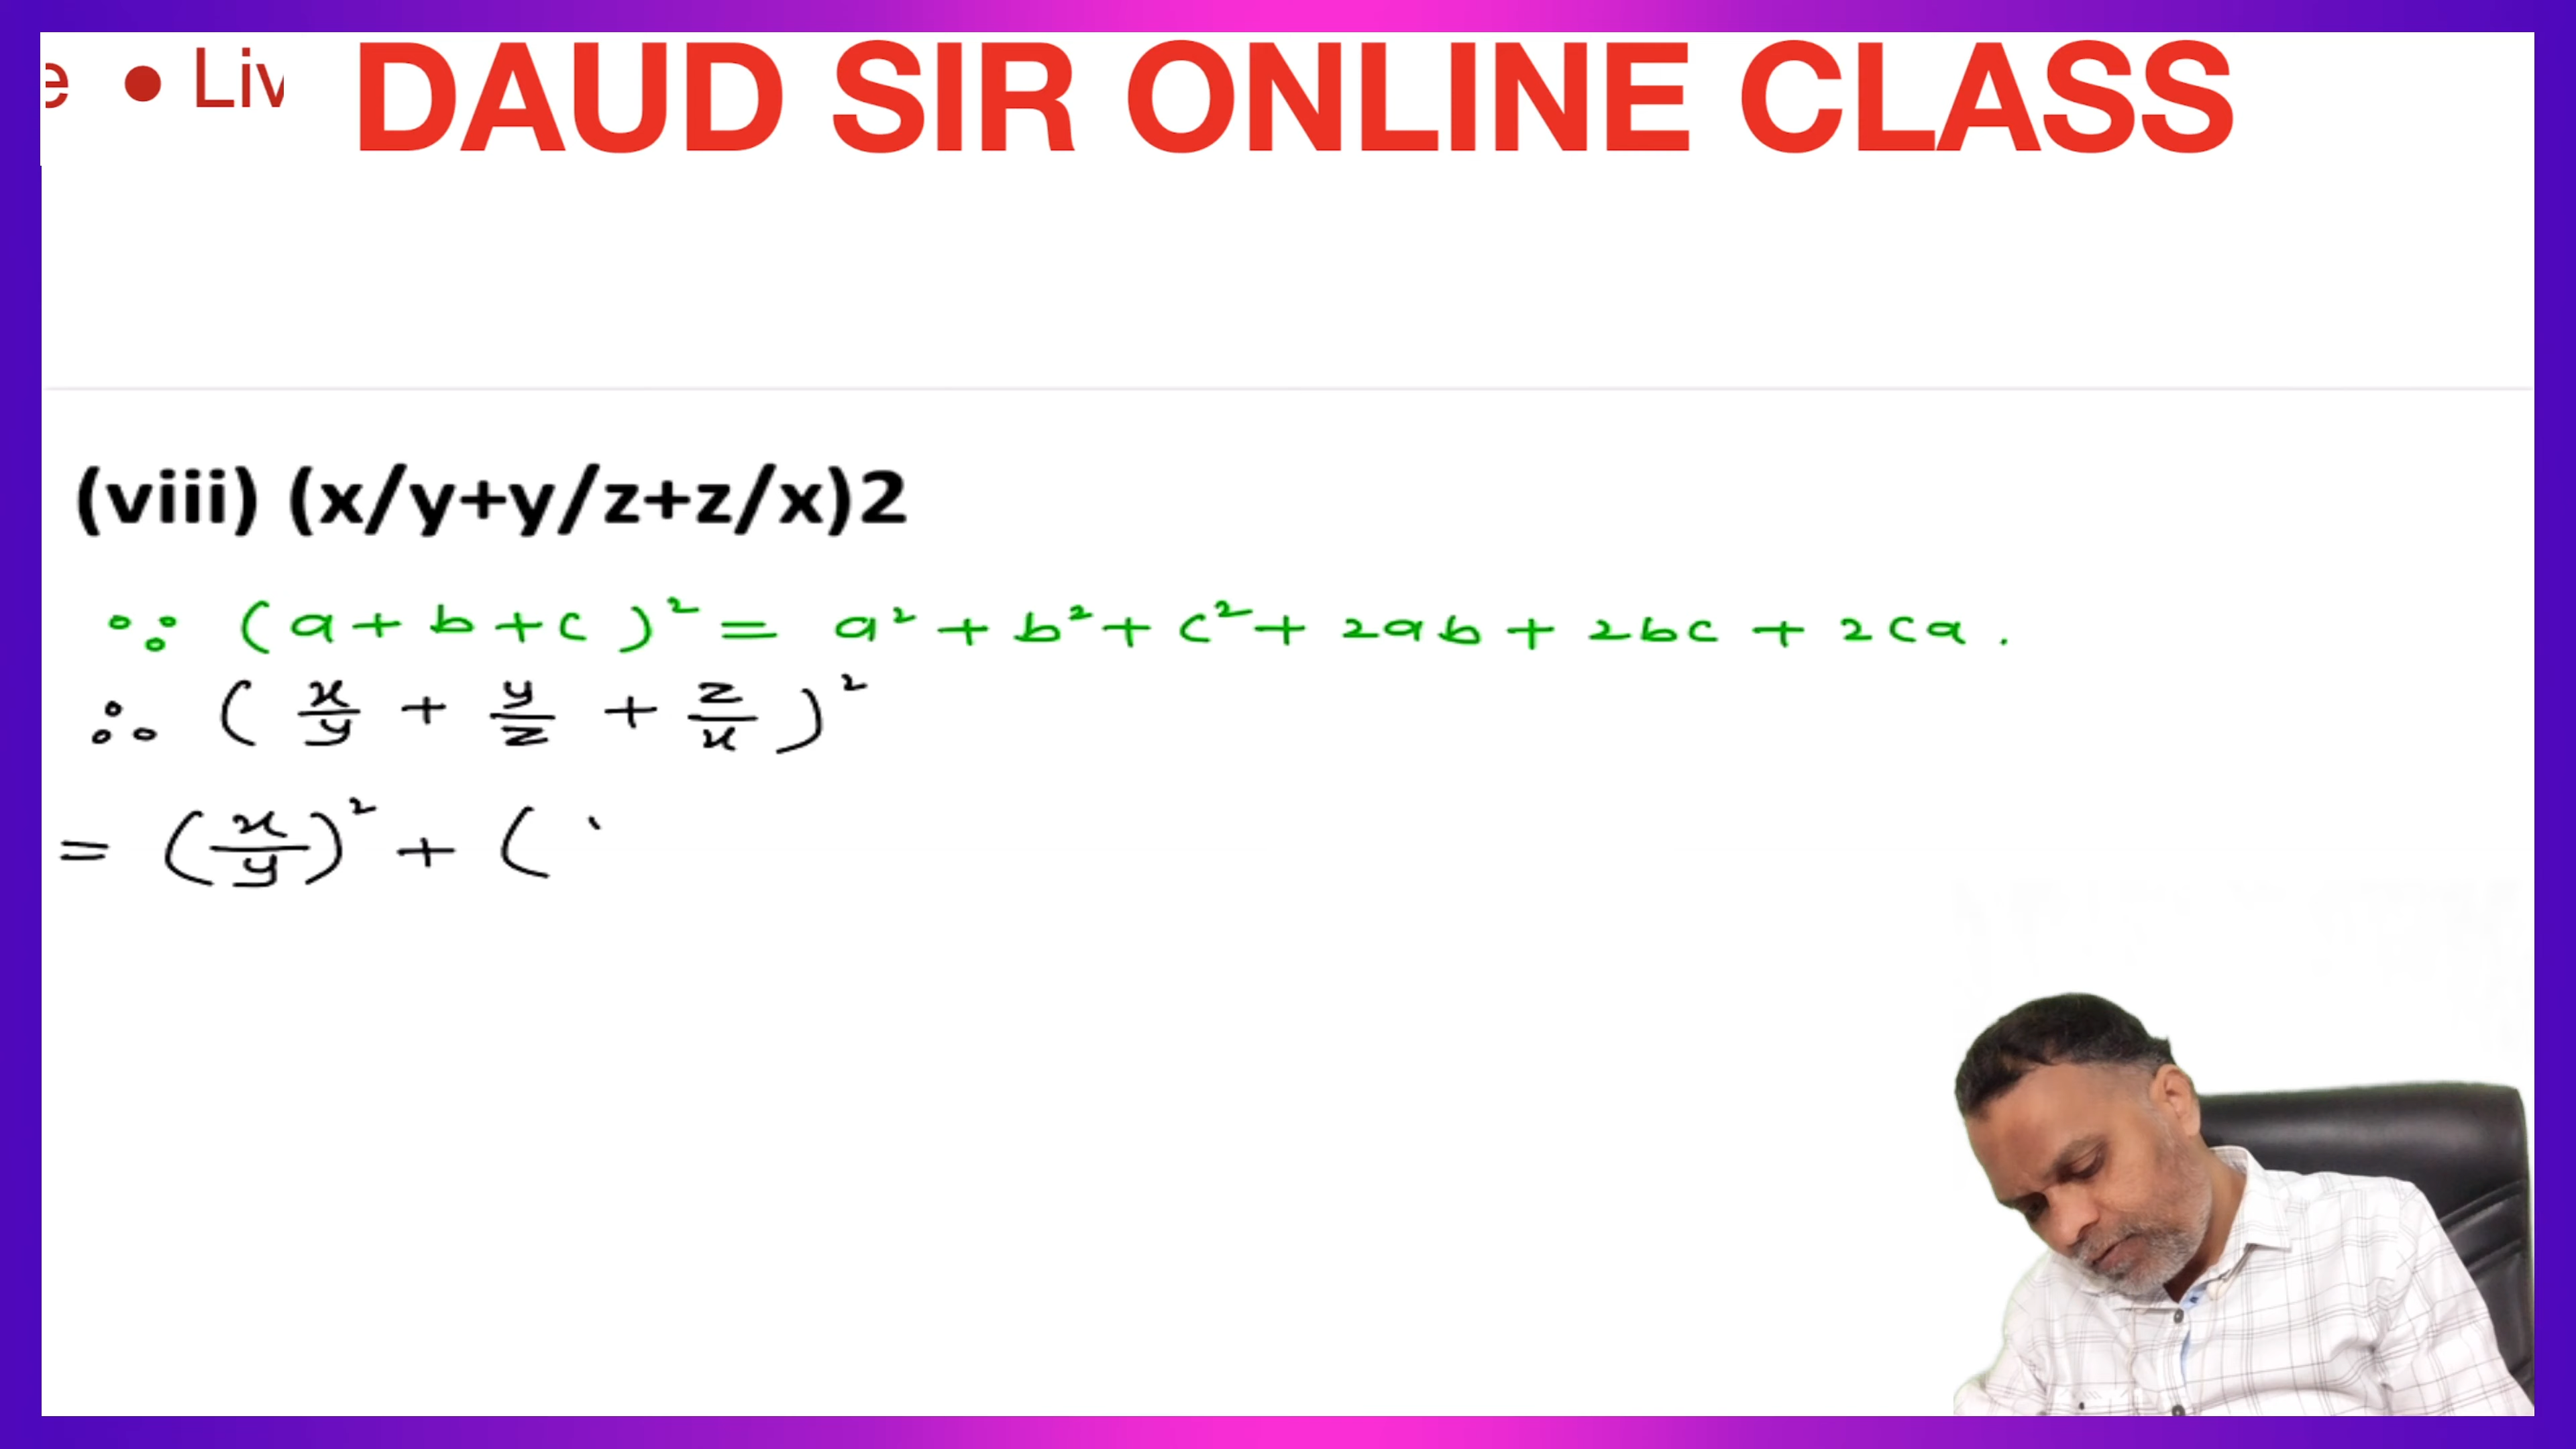 e • Liv DAUD SIR ONLINE CLASS
(viii) (x/y+y/z+z/x)2
∵ (a + b + c)² = a² + b² + c² + 2ab + 2bc + 2ca.
∴ (x/y + y/z + z/x)²
= (x/y)² + (